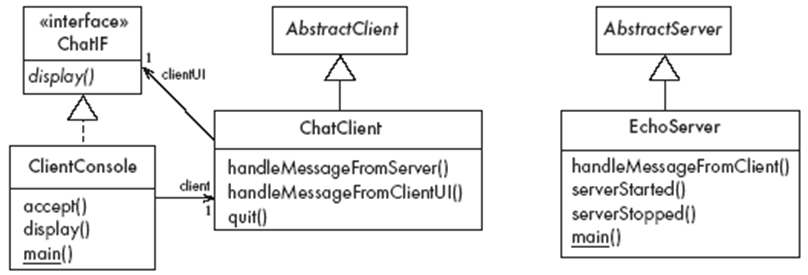 «interface»
ChatIF
display()
1
clientUI
AbstractClient
AbstractServer
ChatClient
handleMessageFromServer()
handleMessageFromClientUI()
quit()
EchoServer
handleMessageFromClient()
serverStarted()
serverStopped()
main()
ClientConsole
accept()
display()
main()
client
1